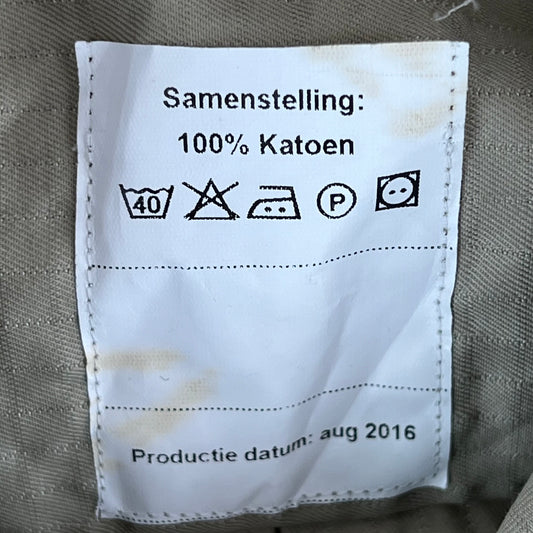 Samenstelling:
100% Katoen
40 P
Productie datum: aug 2016